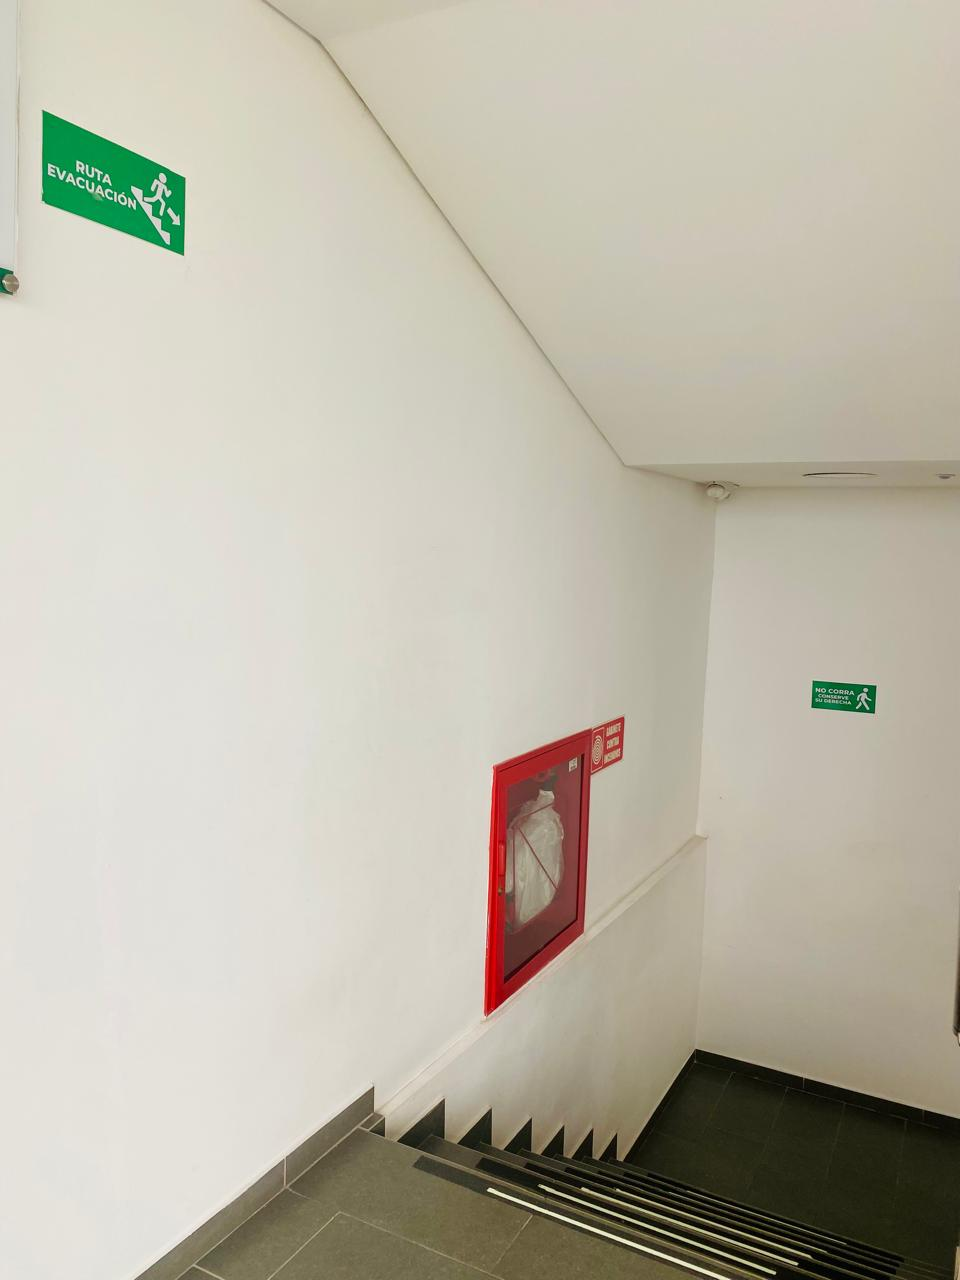 RUTA
EVACUACIÓN
GABINETE
CONTRA
INCENDIOS
NO CORRA
CONSERVE
SU DERECHA